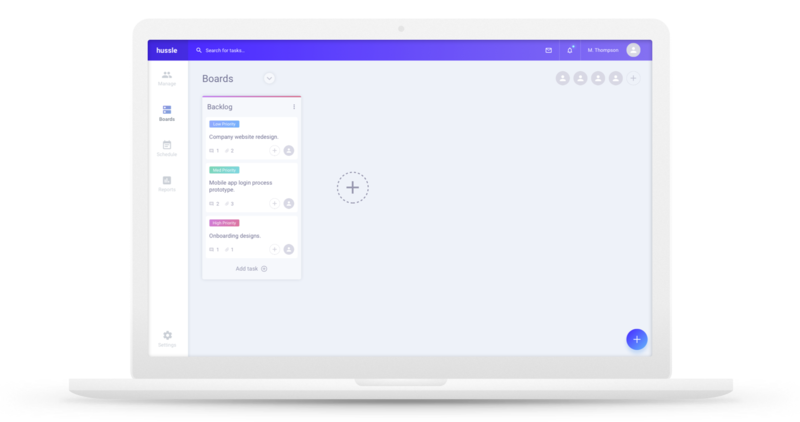 hussle
Search for tasks..
M. Thompson
Manage
Boards
Schedule
Reports
Settings
Boards
Backlog
Low Priority
Company website redesign.
1 2
Med Priority
Mobile app login process
prototype.
2 3
High Priority
Onboarding designs.
1 1
Add task